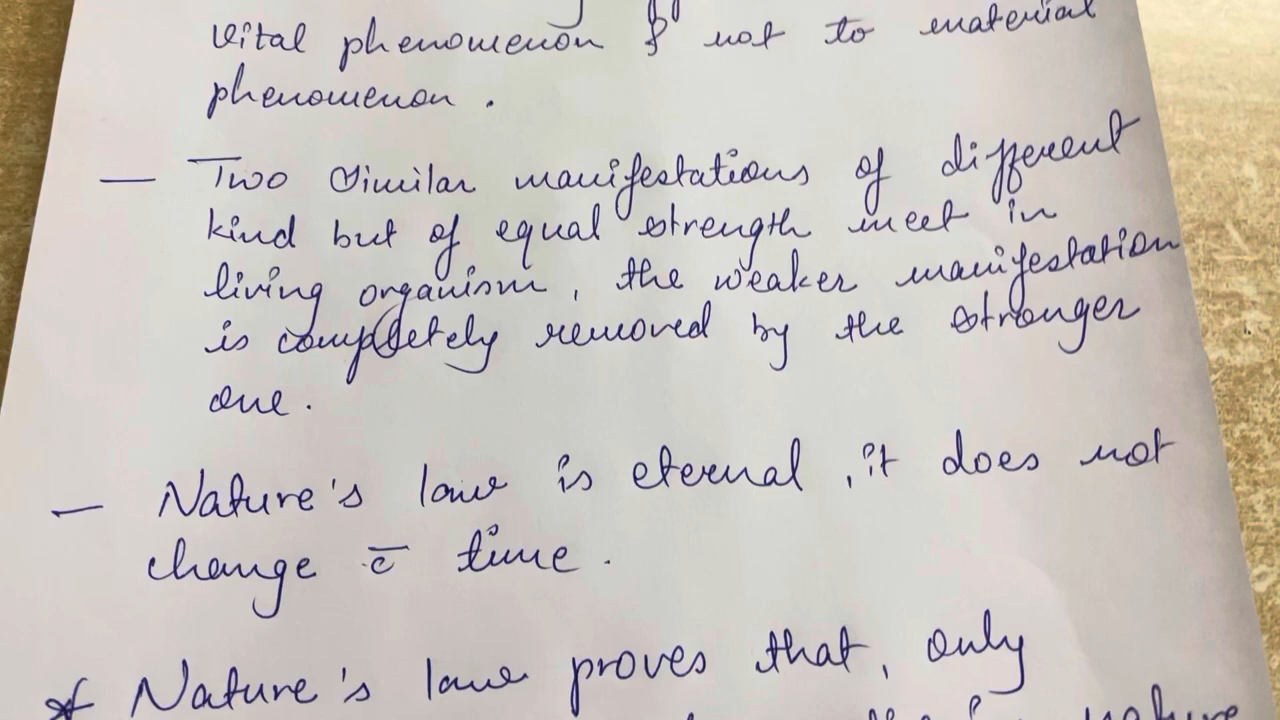 vital phenomenon & not to material
phenomenon.
— Two Similar manifestations of different
kind but of equal strength meet in
living organism, the weaker manifestation
is completely removed by the stronger
one.
— Nature's law is eternal, it does not
change c̅ time.
* Nature's law proves that, only
nature